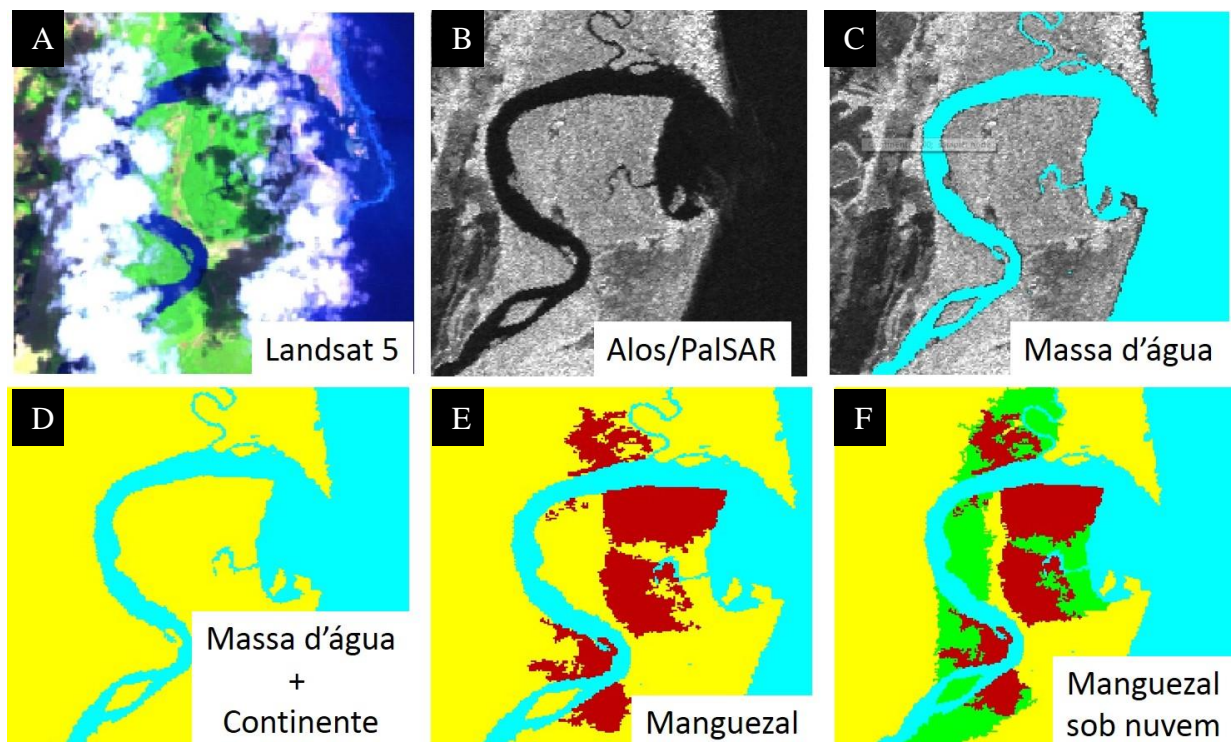 A
Landsat 5
B
Alos/PalSAR
C
Massa d'água
D
Massa d'água
+
Continente
E
Manguezal
F
Manguezal
sob nuvem